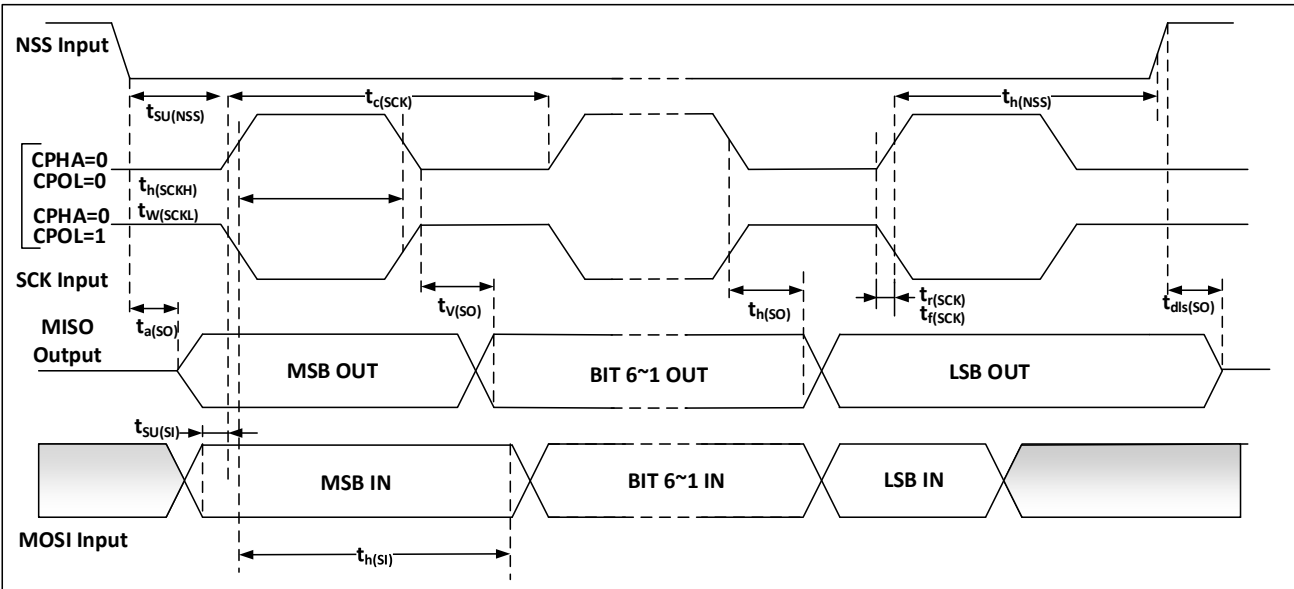 NSS Input
tSU(NSS)
tc(SCK)
th(NSS)
CPHA=0
CPOL=0
th(SCKH)
tW(SCKL)
CPHA=0
CPOL=1
SCK Input
ta(SO)
tV(SO)
th(SO)
tr(SCK)
tf(SCK)
tdls(SO)
MISO
Output
MSB OUT
BIT 6~1 OUT
LSB OUT
tSU(SI)
MSB IN
BIT 6~1 IN
LSB IN
MOSI Input
th(SI)